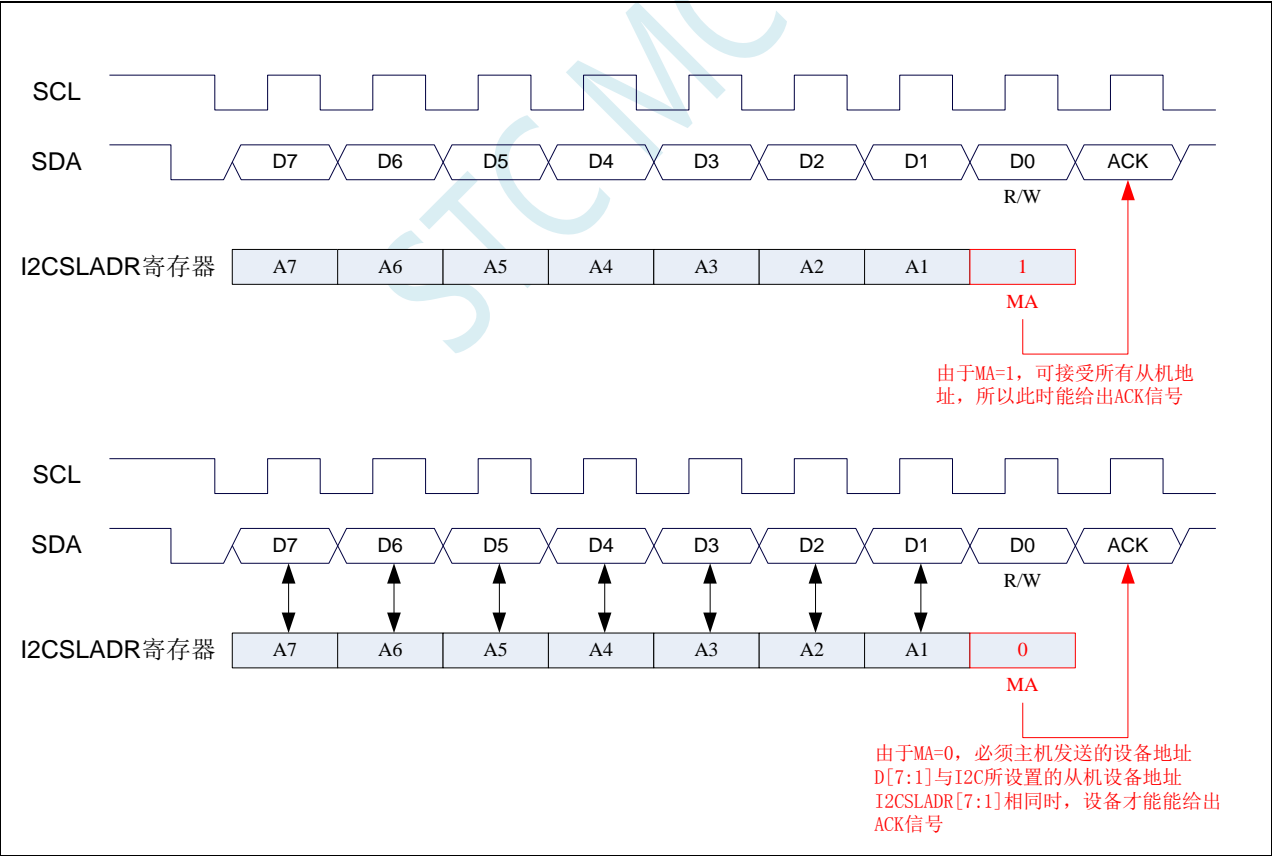 STC MC
SCL
SDA D7 D6 D5 D4 D3 D2 D1 D0 ACK
R/W
I2CSLADR寄存器 A7 A6 A5 A4 A3 A2 A1 1
MA
由于MA=1，可接受所有从机地
址，所以此时能给出ACK信号
SCL
SDA D7 D6 D5 D4 D3 D2 D1 D0 ACK
R/W
I2CSLADR寄存器 A7 A6 A5 A4 A3 A2 A1 0
MA
由于MA=0，必须主机发送的设备地址
D[7:1]与I2C所设置的从机设备地址
I2CSLADR[7:1]相同时，设备才能能给出
ACK信号